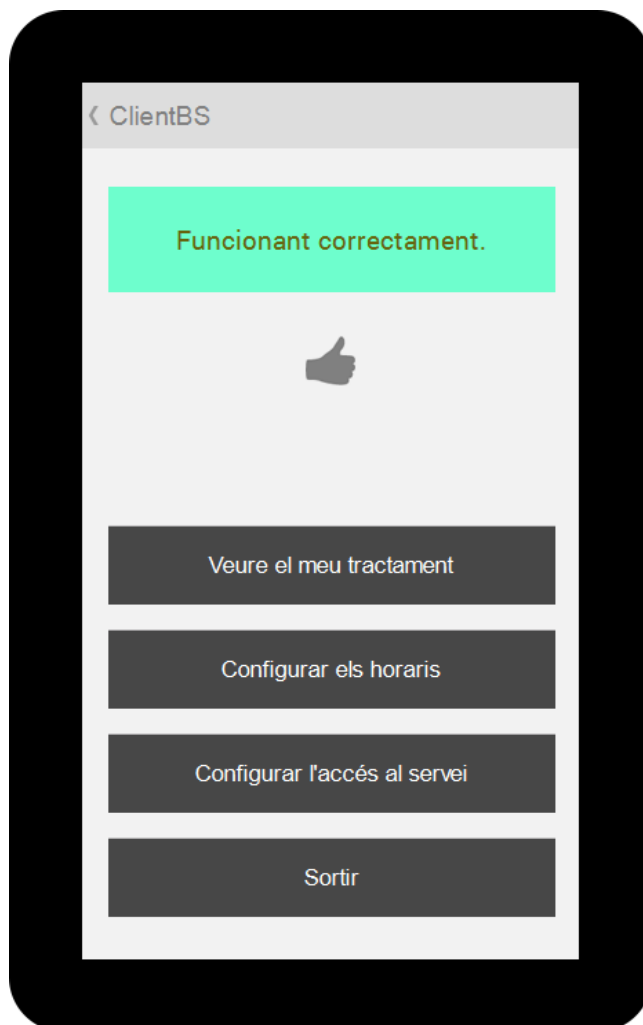 ClientBS
Funcionant correctament.
Veure el meu tractament
Configurar els horaris
Configurar l'accés al servei
Sortir